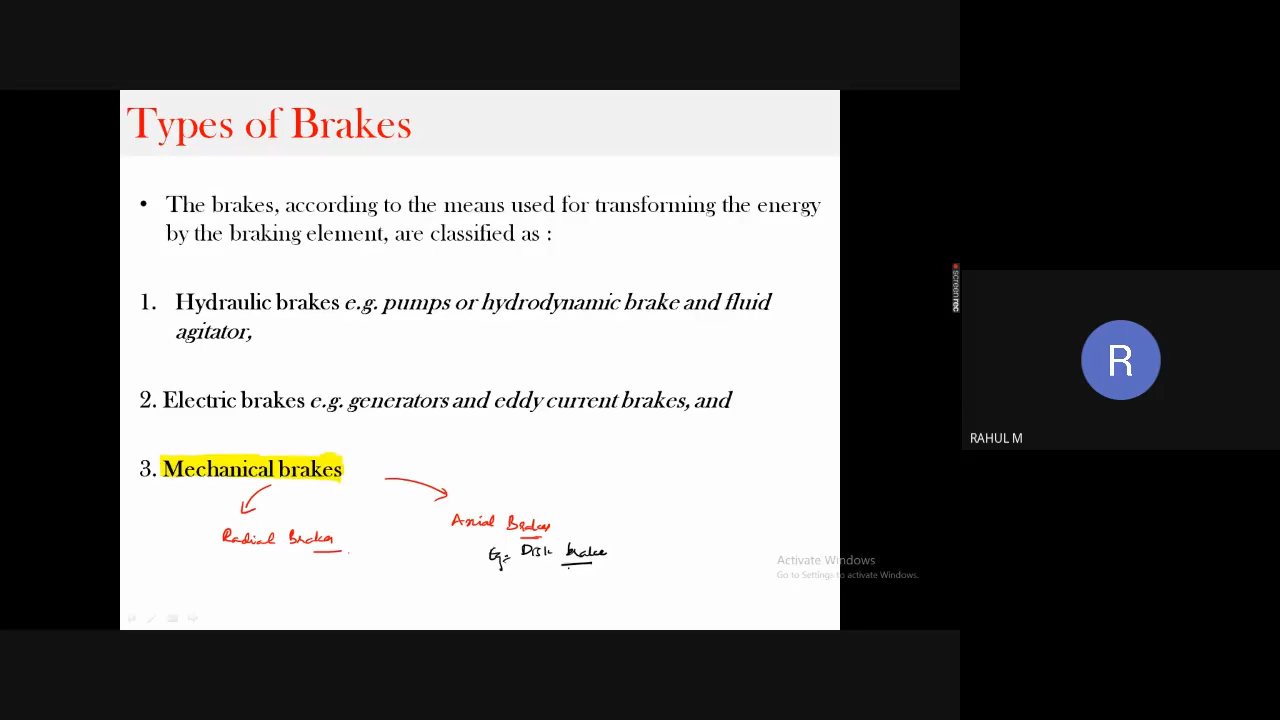 Types of Brakes
• The brakes, according to the means used for transforming the energy
by the braking element, are classified as :
1. Hydraulic brakes e.g. pumps or hydrodynamic brake and fluid
agitator,
2. Electric brakes e.g. generators and eddy current brakes, and
3. Mechanical brakes
Radial Brakes
Axial Brakes
Eg:- Disk brake
Activate Windows
Go to Settings to activate Windows.
screenrec
R
RAHUL M